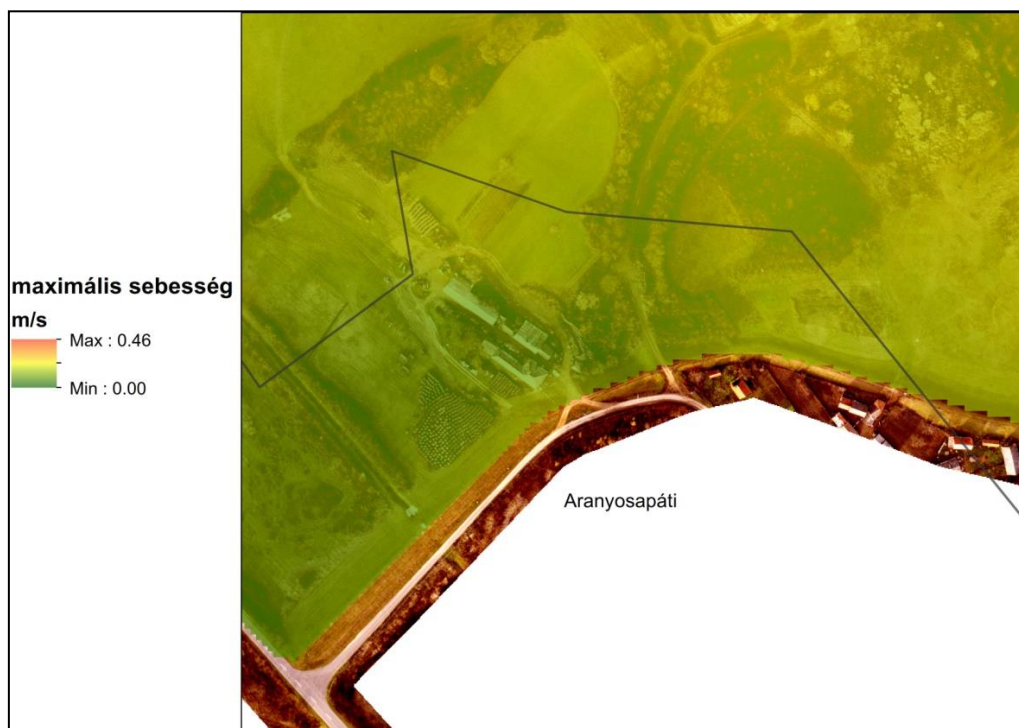 maximális sebesség
m/s
Max : 0.46
Min : 0.00
Aranyosapáti